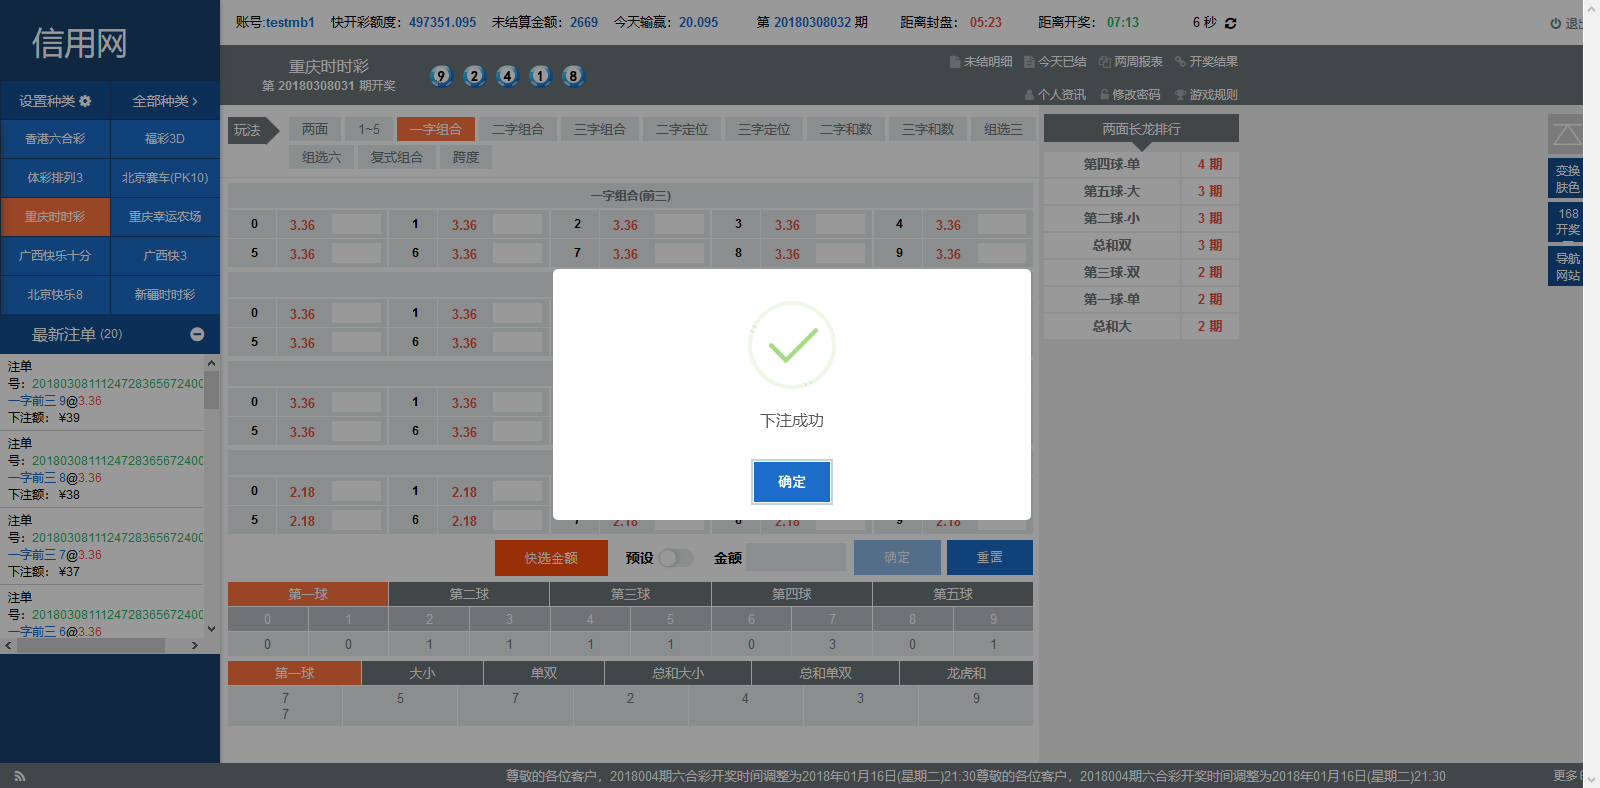 信用网
账号:testmb1 快开彩额度：497351.095 未结算金额：2669 今天输赢：20.095 第 20180308032 期 距离封盘：05:23 距离开奖：07:13 6 秒
重庆时时彩
第 20180308031 期开奖
9 2 4 1 8
未结明细 今天已结 两周报表 开奖结果
个人资讯 修改密码 游戏规则
设置种类 全部种类
香港六合彩 福彩3D
体彩排列3 北京赛车(PK10)
重庆时时彩 重庆幸运农场
广西快乐十分 广西快3
北京快乐8 新疆时时彩
最新注单 (20)
注单
号：2018030811124728365672400
一字前三 9@3.36
下注额： ¥39
注单
号：2018030811124728365672400
一字前三 8@3.36
下注额： ¥38
注单
号：2018030811124728365672400
一字前三 7@3.36
下注额： ¥37
注单
号：2018030811124728365672400
一字前三 6@3.36
玩法 两面 1~5 一字组合 二字组合 三字组合 二字定位 三字定位 二字和数 三字和数 组选三
组选六 复式组合 跨度
一字组合(前三)
0 3.36 1 3.36 2 3.36 3 3.36 4 3.36
5 3.36 6 3.36 7 3.36 8 3.36 9 3.36
0 3.36 1 3.36
5 3.36 6 3.36
0 3.36 1 3.36
5 3.36 6 3.36
0 2.18 1 2.18
5 2.18 6 2.18 7 2.18 8 2.18 9 2.18
下注成功
确定
快选金额 预设 金额 确定 重置
第一球 第二球 第三球 第四球 第五球
0 1 2 3 4 5 6 7 8 9
0 0 1 1 1 1 0 3 0 1
第一球 大小 单双 总和大小 总和单双 龙虎和
7 5 7 2 4 3 9
7
两面长龙排行
第四球-单 4 期
第五球-大 3 期
第二球-小 3 期
总和双 3 期
第三球-双 2 期
第一球-单 2 期
总和大 2 期
变换
肤色
168
开奖
导航
网站
尊敬的各位客户，2018004期六合彩开奖时间调整为2018年01月16日(星期二)21:30尊敬的各位客户，2018004期六合彩开奖时间调整为2018年01月16日(星期二)21:30
更多